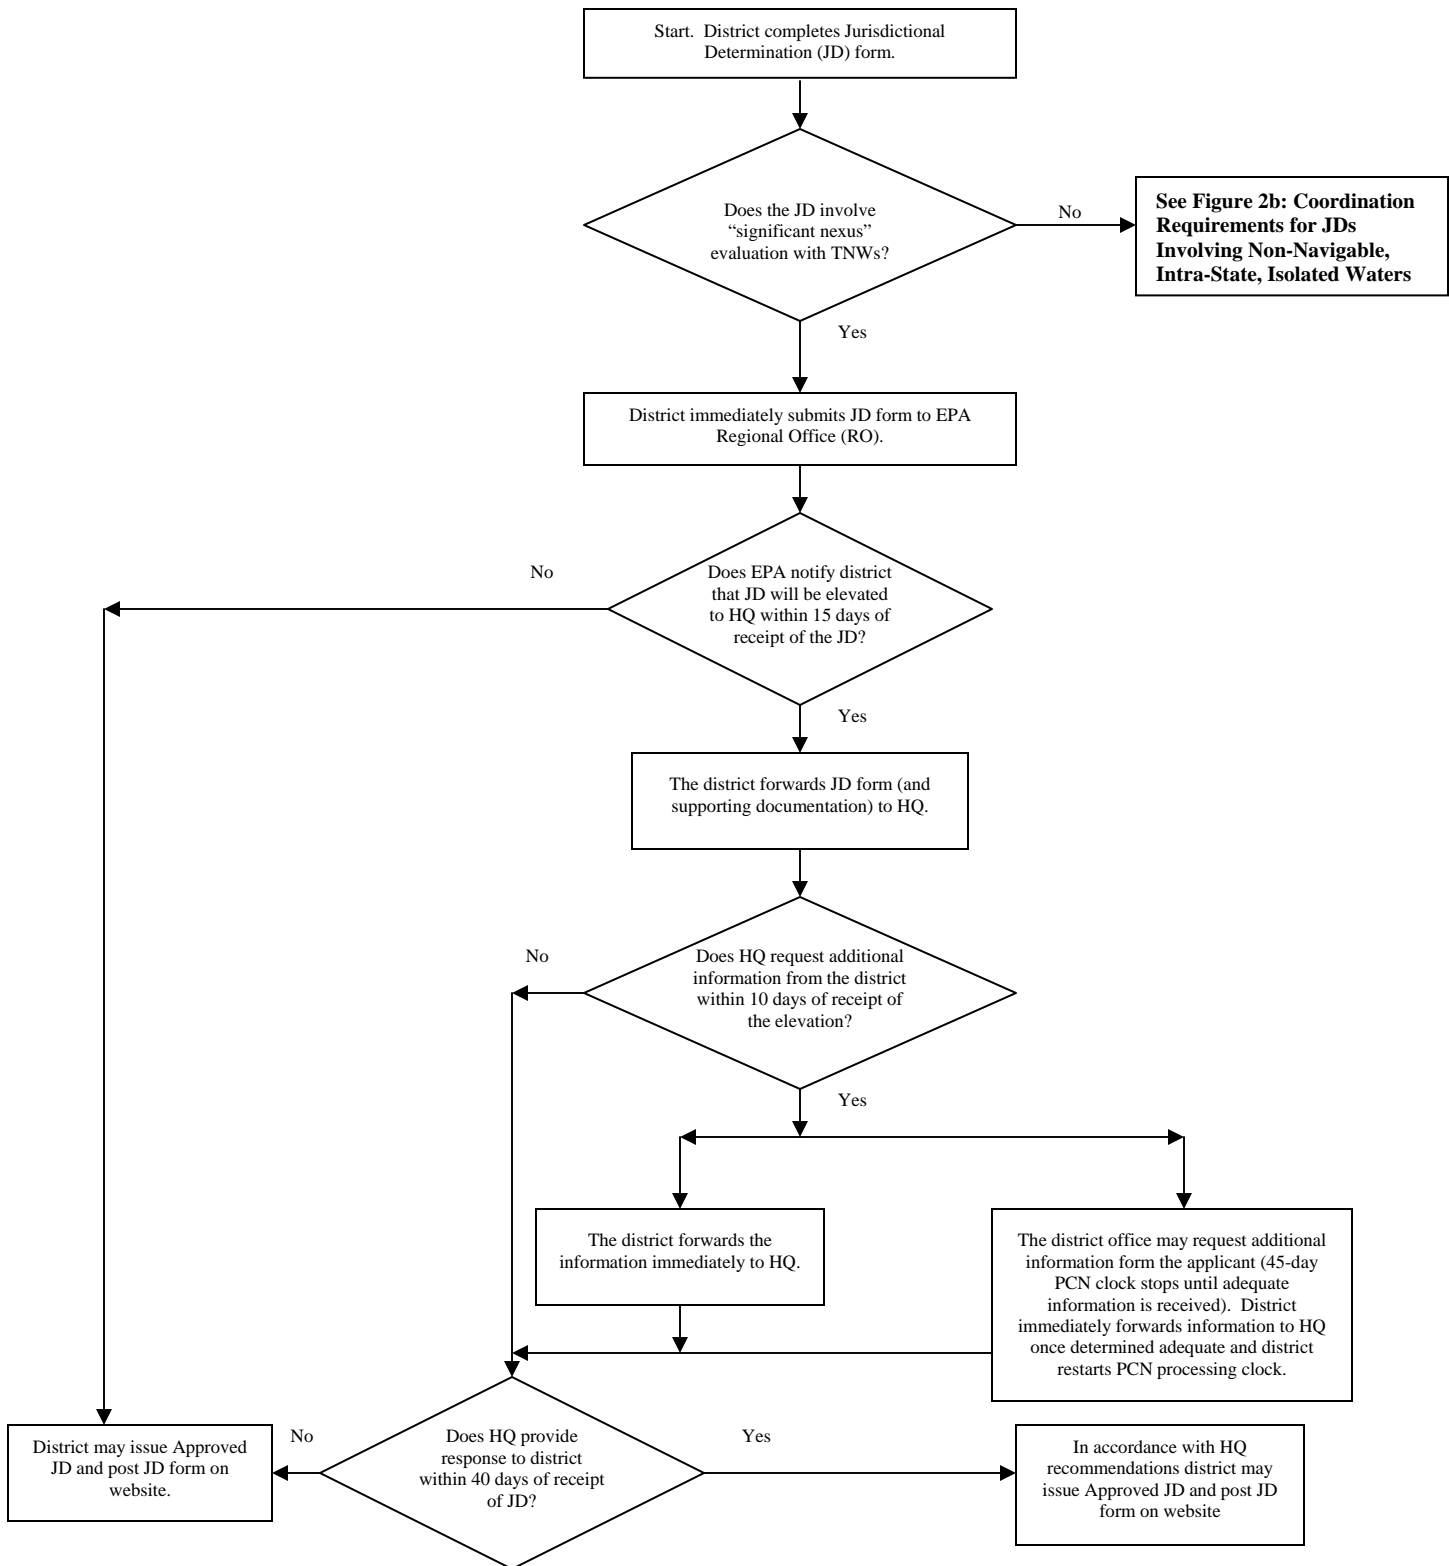 Start.  District completes Jurisdictional
Determination (JD) form.
Does the JD involve
“significant nexus”
evaluation with TNWs?
No
See Figure 2b: Coordination
Requirements for JDs
Involving Non-Navigable,
Intra-State, Isolated Waters
Yes
District immediately submits JD form to EPA
Regional Office (RO).
No
Does EPA notify district
that JD will be elevated
to HQ within 15 days of
receipt of the JD?
Yes
The district forwards JD form (and
supporting documentation) to HQ.
No
Does HQ request additional
information from the district
within 10 days of receipt of
the elevation?
Yes
The district forwards the
information immediately to HQ.
The district office may request additional
information form the applicant (45-day
PCN clock stops until adequate
information is received).  District
immediately forwards information to HQ
once determined adequate and district
restarts PCN processing clock.
District may issue Approved
JD and post JD form on
website.
No
Does HQ provide
response to district
within 40 days of receipt
of JD?
Yes
In accordance with HQ
recommendations district may
issue Approved JD and post JD
form on website